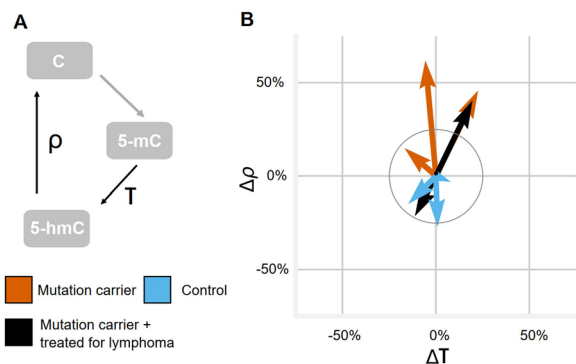 A
C
5-mC
ρ
T
5-hmC
Mutation carrier
Control
Mutation carrier +
treated for lymphoma
B
50%
0%
-50%
Δρ
-50%
0%
50%
ΔT